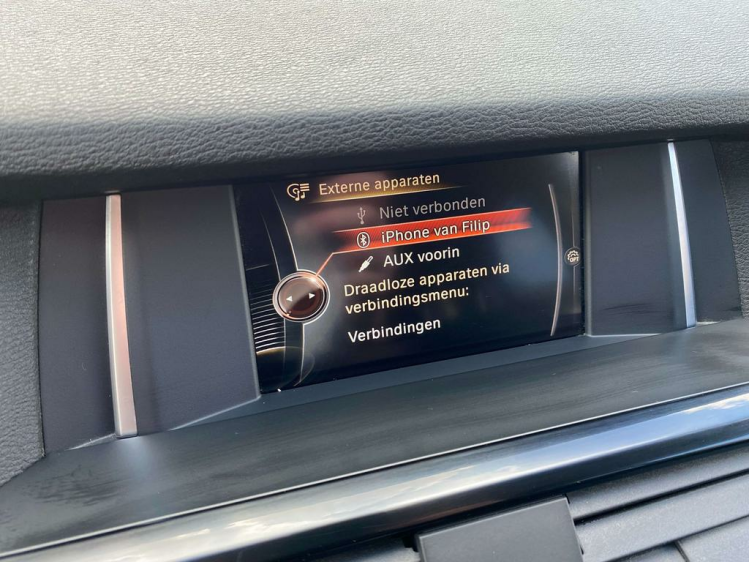 Externe apparaten
Niet verbonden
iPhone van Filip
AUX voorin
Draadloze apparaten via
verbindingsmenu:
Verbindingen